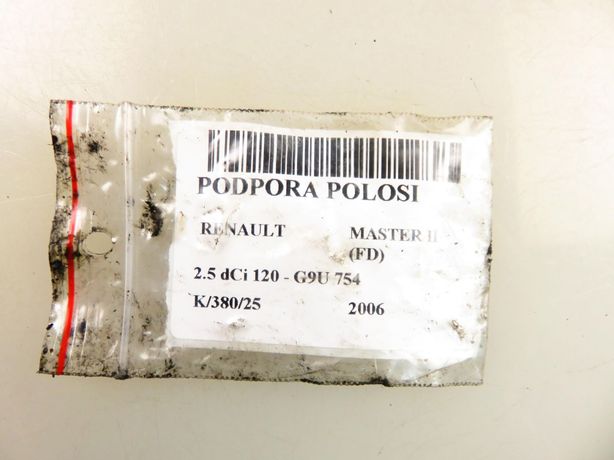 PODPORA POLOSI
RENAULT MASTER II
(FD)
2.5 dCi 120 - G9U 754
K/380/25 2006